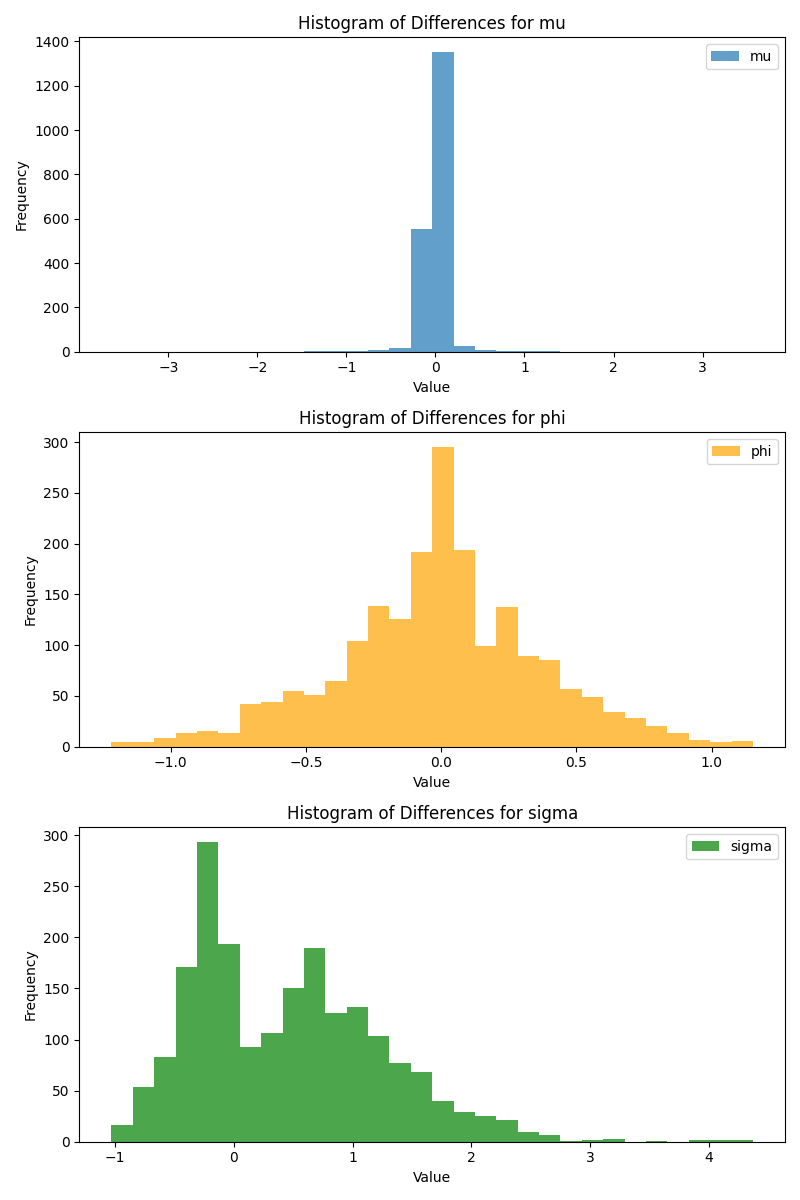 Histogram of Differences for mu
1400
1200
1000
800
600
400
200
0
Frequency
mu
−3 −2 −1 0 1 2 3
Value
Histogram of Differences for phi
300
250
200
150
100
50
0
Frequency
phi
−1.0 −0.5 0.0 0.5 1.0
Value
Histogram of Differences for sigma
300
250
200
150
100
50
0
Frequency
sigma
−1 0 1 2 3 4
Value